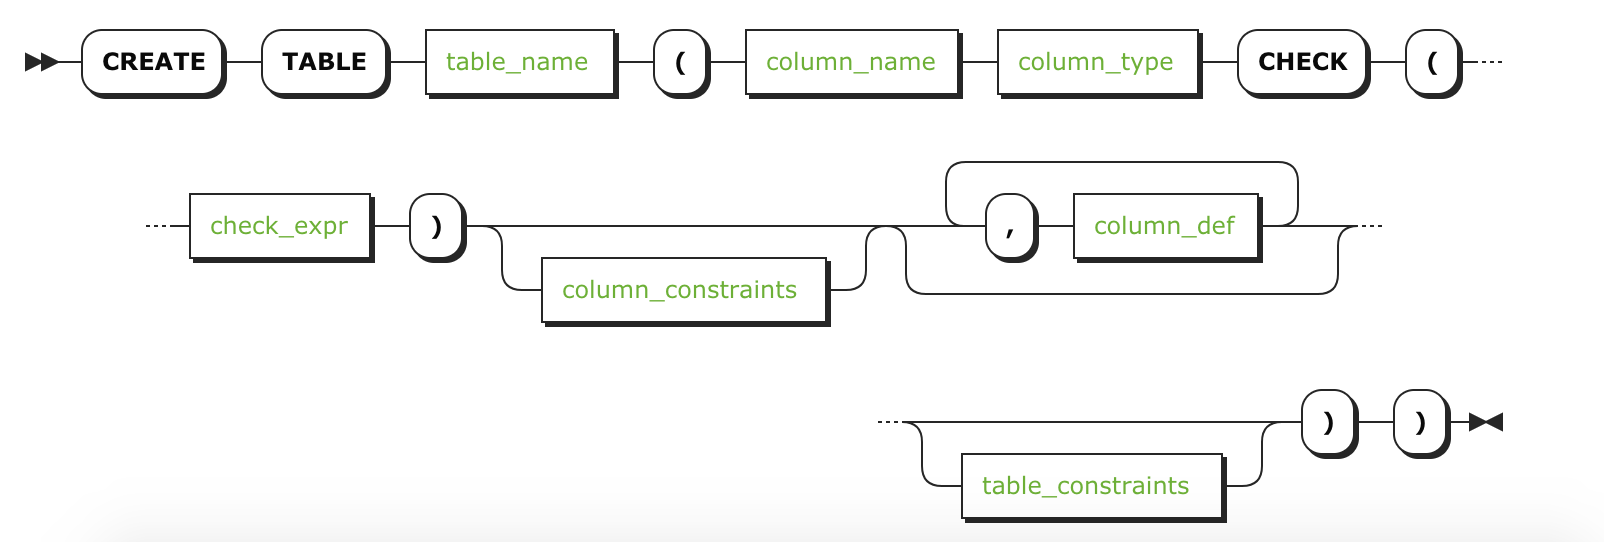 CREATE TABLE table_name ( column_name column_type CHECK (
check_expr ) , column_def
column_constraints
) )
table_constraints